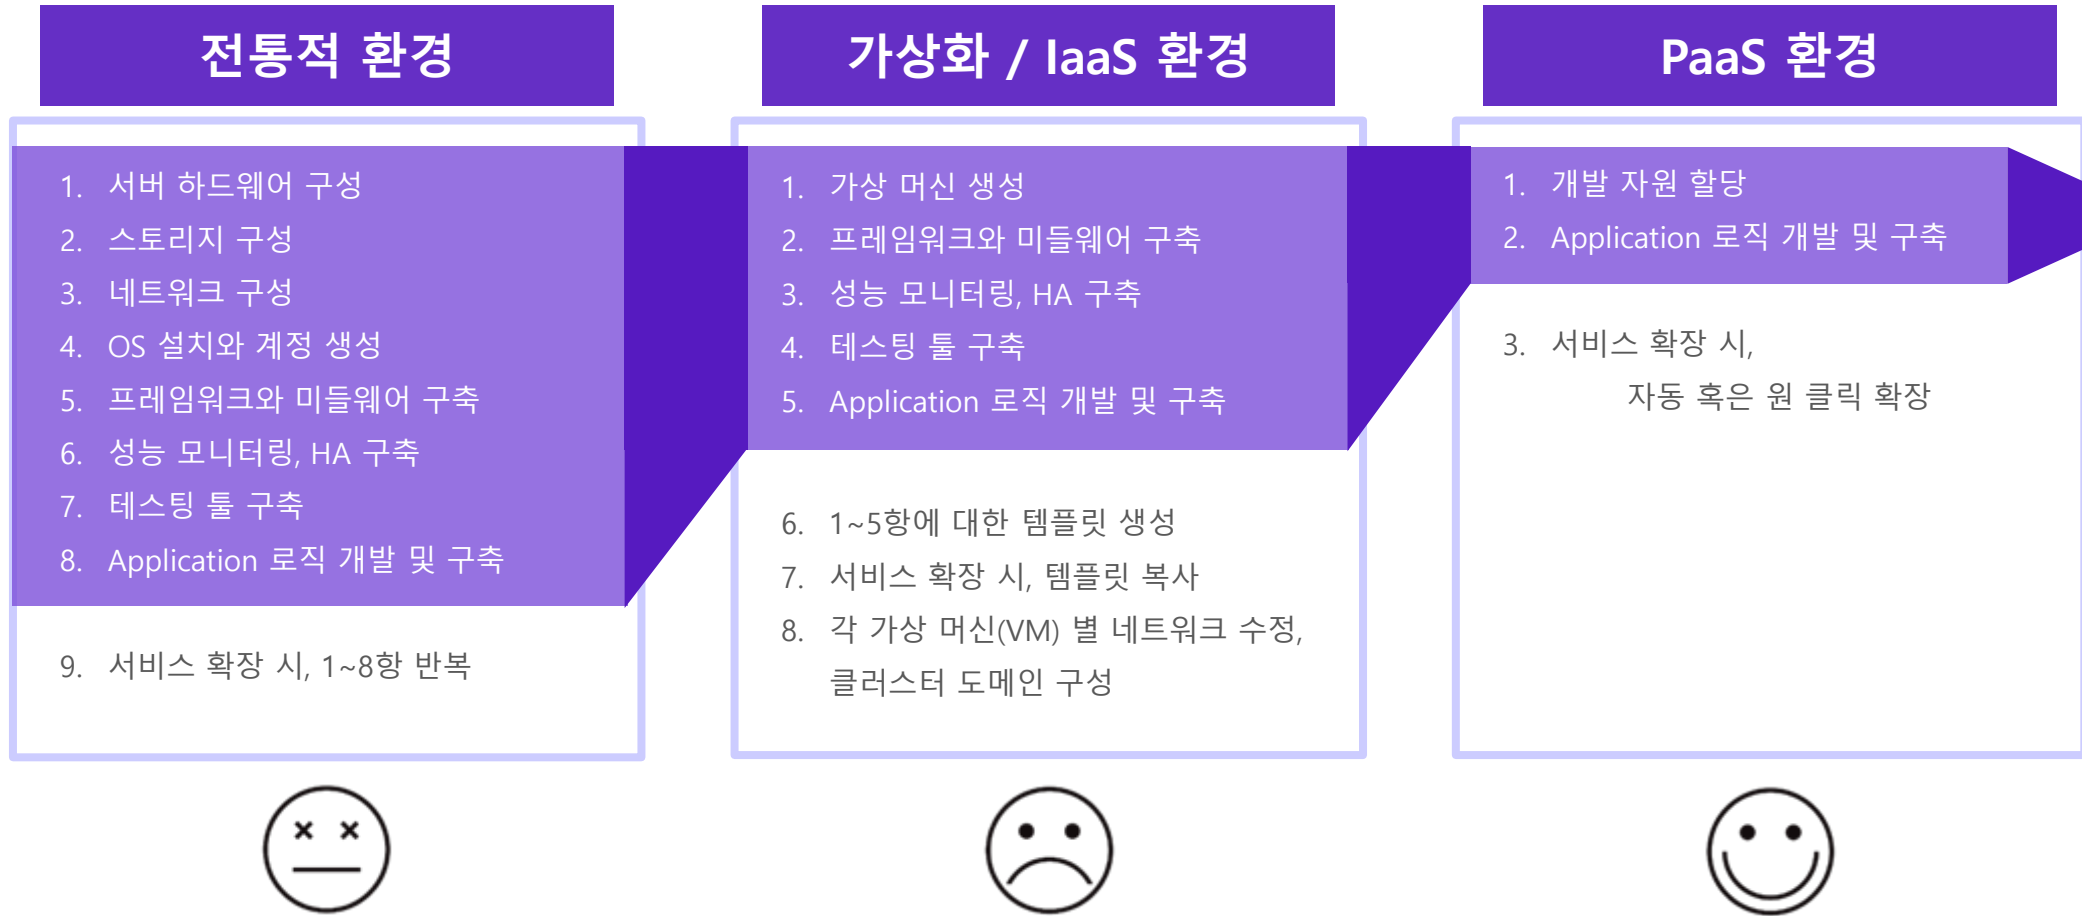 전통적 환경
1. 서버 하드웨어 구성
2. 스토리지 구성
3. 네트워크 구성
4. OS 설치와 계정 생성
5. 프레임워크와 미들웨어 구축
6. 성능 모니터링, HA 구축
7. 테스팅 툴 구축
8. Application 로직 개발 및 구축
9. 서비스 확장 시, 1~8항 반복
가상화 / IaaS 환경
1. 가상 머신 생성
2. 프레임워크와 미들웨어 구축
3. 성능 모니터링, HA 구축
4. 테스팅 툴 구축
5. Application 로직 개발 및 구축
6. 1~5항에 대한 템플릿 생성
7. 서비스 확장 시, 템플릿 복사
8. 각 가상 머신(VM) 별 네트워크 수정,
클러스터 도메인 구성
PaaS 환경
1. 개발 자원 할당
2. Application 로직 개발 및 구축
3. 서비스 확장 시,
자동 혹은 원 클릭 확장